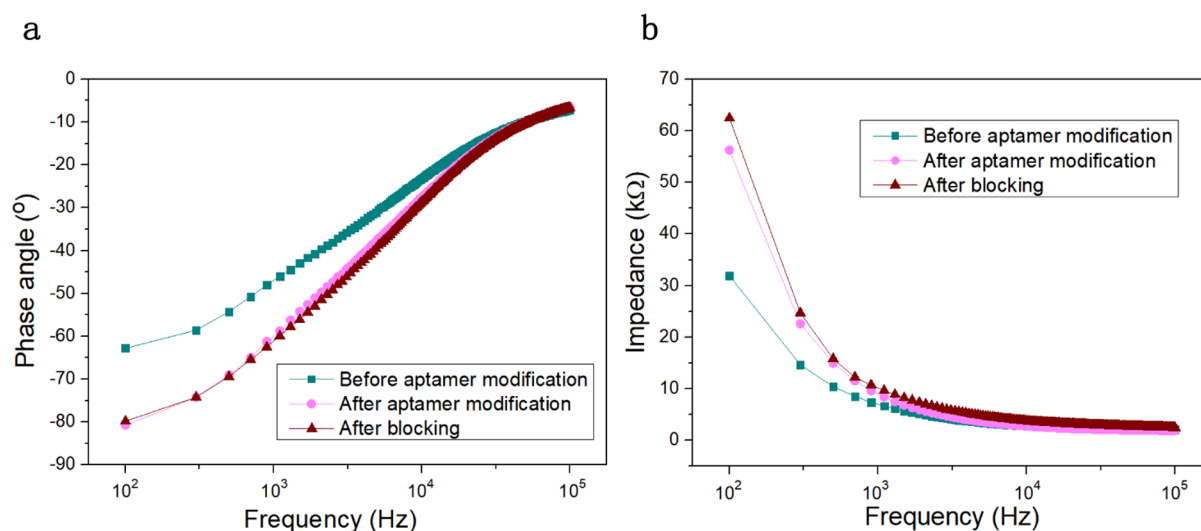 a
0
-10
-20
-30
-40
-50
-60
-70
-80
-90
Phase angle (º)
Before aptamer modification
After aptamer modification
After blocking
10²
10³
10⁴
10⁵
Frequency (Hz)
b
70
60
50
40
30
20
10
0
Impedance (kΩ)
Before aptamer modification
After aptamer modification
After blocking
10²
10³
10⁴
10⁵
Frequency (Hz)